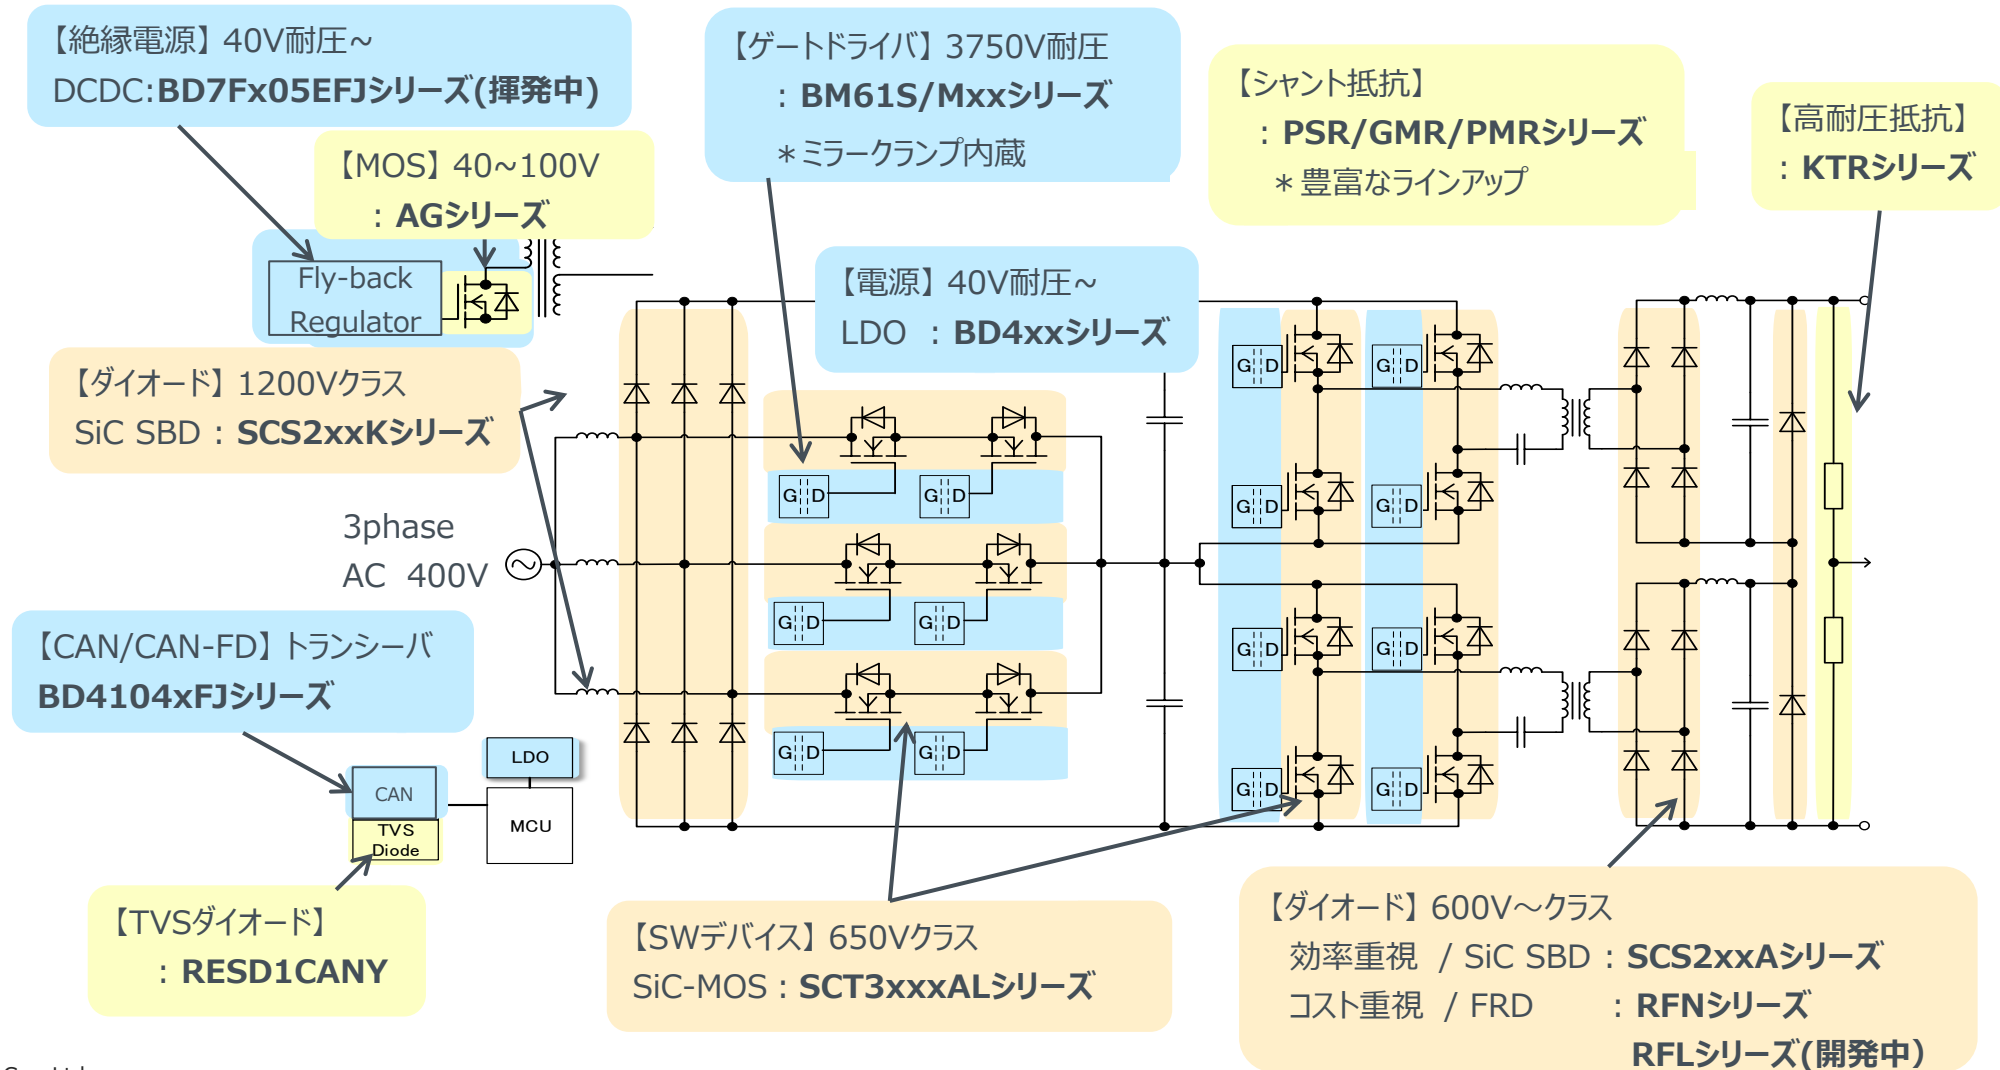 【絶縁電源】 40V耐圧~
DCDC:BD7Fx05EFJシリーズ(揮発中)
【MOS】 40~100V
: AGシリーズ
Fly-back
Regulator
【ゲートドライバ】 3750V耐圧
: BM61S/Mxxシリーズ
＊ミラークランプ内蔵
【シャント抵抗】
: PSR/GMR/PMRシリーズ
＊豊富なラインアップ
【高耐圧抵抗】
: KTRシリーズ
【電源】 40V耐圧~
LDO : BD4xxシリーズ
【ダイオード】 1200Vクラス
SiC SBD : SCS2xxKシリーズ
3phase
AC 400V
G D
G D
G D
G D
G D
G D
G D
G D
G D
G D
G D
G D
G D
G D
【CAN/CAN-FD】 トランシーバ
BD4104xFJシリーズ
LDO
CAN
MCU
TVS
Diode
【TVSダイオード】
: RESD1CANY
【SWデバイス】 650Vクラス
SiC-MOS : SCT3xxxALシリーズ
【ダイオード】 600V～クラス
効率重視 / SiC SBD : SCS2xxAシリーズ
コスト重視 / FRD : RFNシリーズ
RFLシリーズ(開発中)